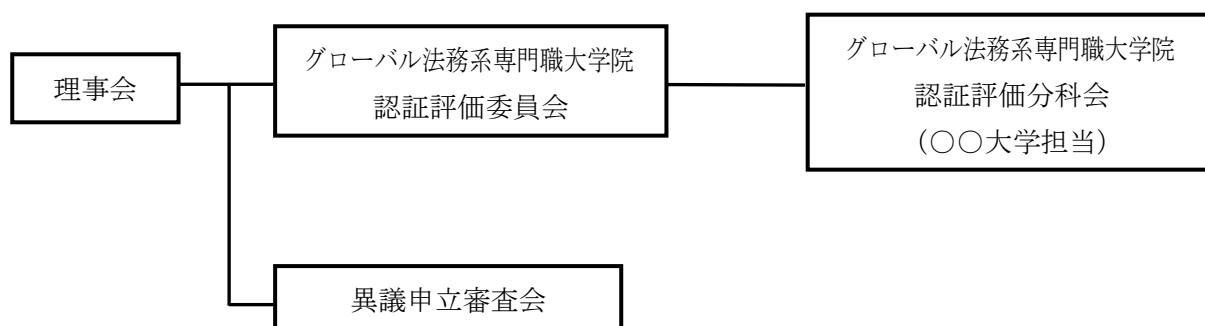 理事会
グローバル法務系専門職大学院
認証評価委員会
グローバル法務系専門職大学院
認証評価分科会
(○○大学担当)
異議申立審査会